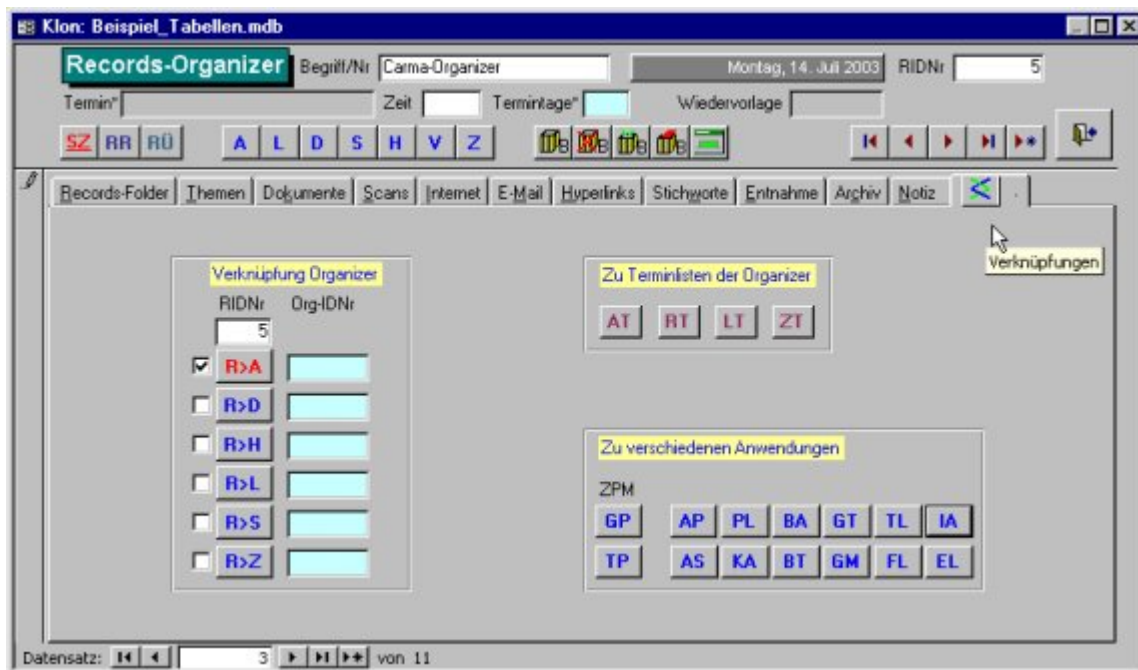 Klon: Beispiel_Tabellen.mdb
Records-Organizer Begriff/Nr Carma-Organizer Montag, 14. Juli 2003 RIDNr 5
Termin* Zeit Termintage* Wiedervorlage
SZ RR RÜ A L D S H V Z
Records-Folder Themen Dokumente Scans Internet E-Mail Hyperlinks Stichworte Entnahme Archiv Notiz
Verknüpfungen
Verknüpfung Organizer
RIDNr Org-IDNr
5
R>A
R>D
R>H
R>L
R>S
R>Z
Zu Terminlisten der Organizer
AT RT LT ZT
Zu verschiedenen Anwendungen
ZPM
GP AP PL BA GT TL IA
TP AS KA BT GM FL EL
Datensatz: 3 von 11